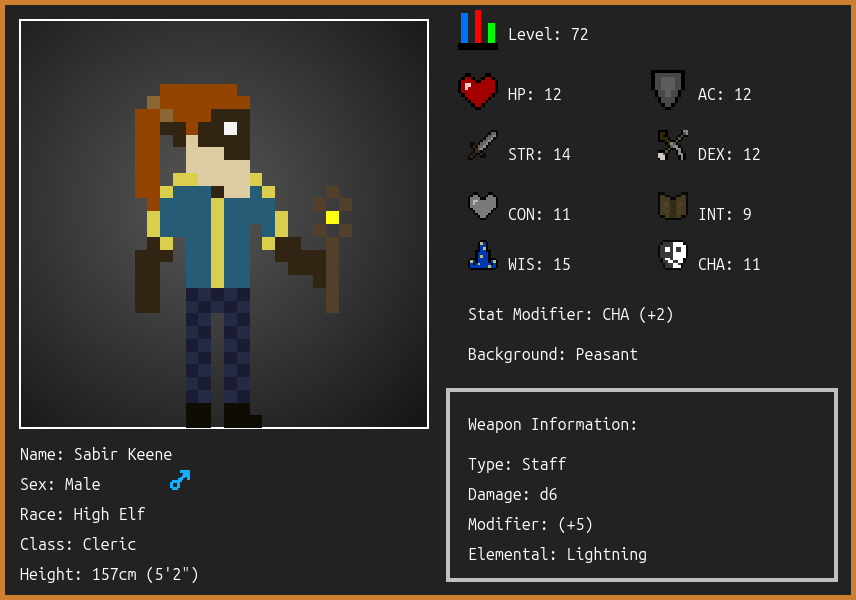 Level: 72
HP: 12
AC: 12
STR: 14
DEX: 12
CON: 11
INT: 9
WIS: 15
CHA: 11
Stat Modifier: CHA (+2)
Background: Peasant
Weapon Information:
Type: Staff
Damage: d6
Modifier: (+5)
Elemental: Lightning
Name: Sabir Keene
Sex: Male
Race: High Elf
Class: Cleric
Height: 157cm (5'2")